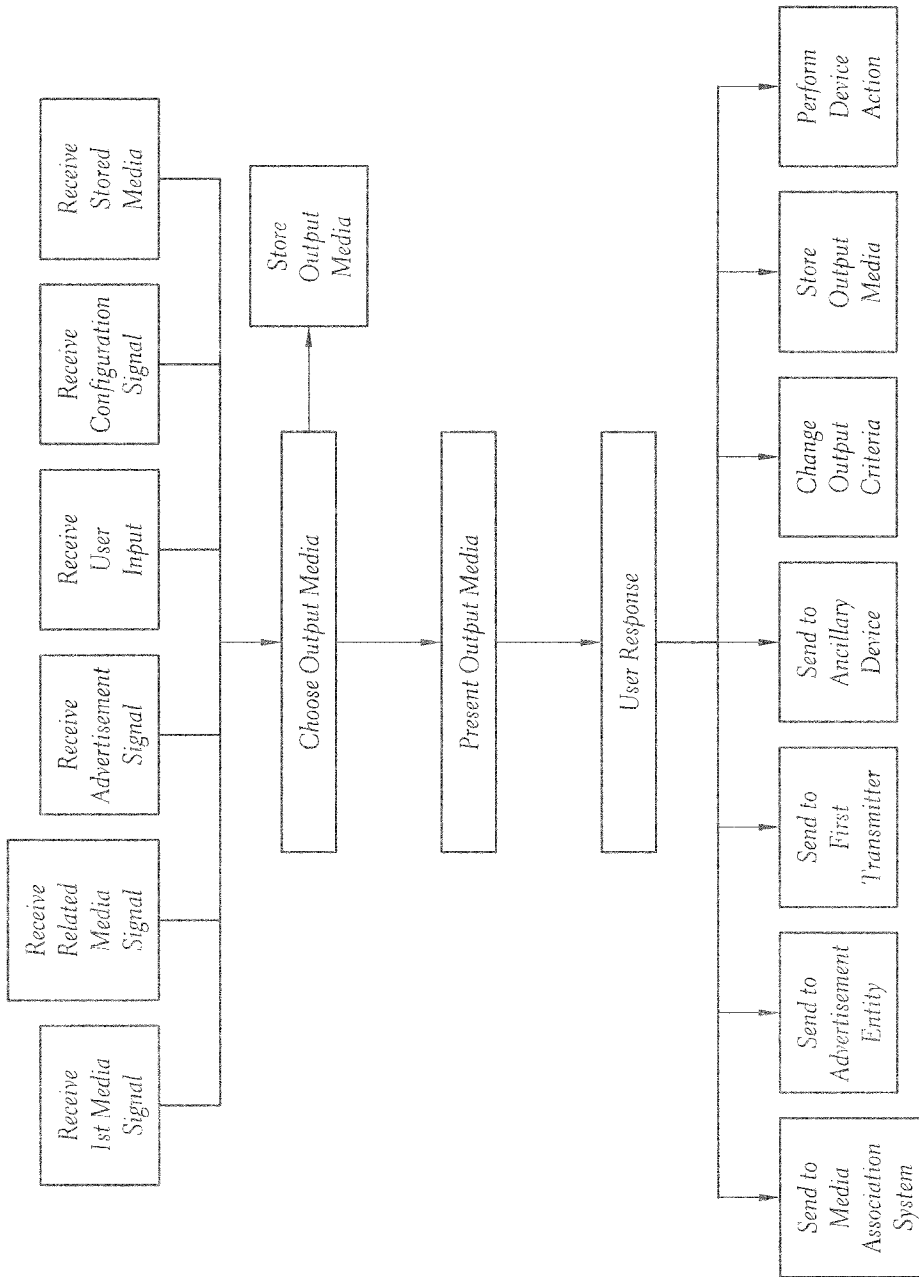 Receive
1st Media
Signal
Receive
Related
Media
Signal
Receive
Advertisement
Signal
Receive
User
Input
Receive
Configuration
Signal
Receive
Stored
Media
Choose Output Media
Store
Output
Media
Present Output Media
User Response
Send to
Media
Association
System
Send to
Advertisement
Entity
Send to
First
Transmitter
Send to
Ancillary
Device
Change
Output
Criteria
Store
Output
Media
Perform
Device
Action